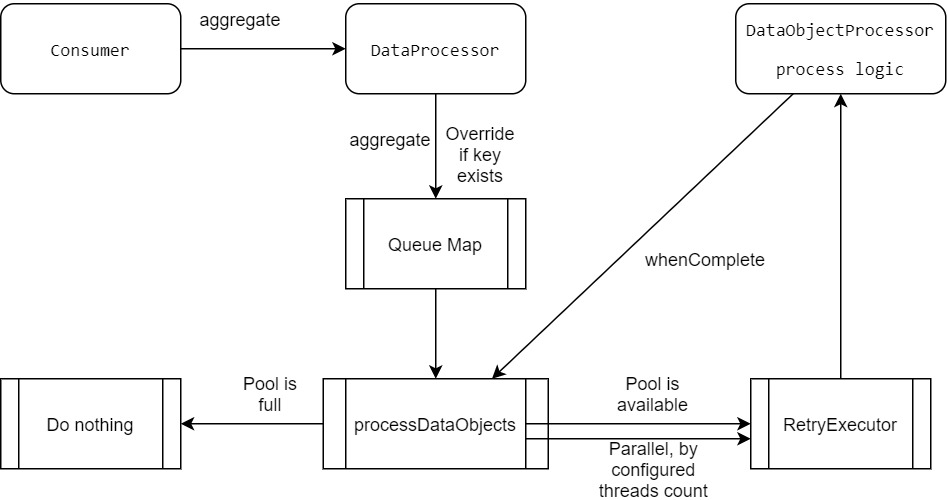 aggregate
Consumer
DataProcessor
DataObjectProcessor
process logic
aggregate
Override
if key
exists
Queue Map
whenComplete
Pool is
full
Pool is
available
Do nothing
processDataObjects
RetryExecutor
Parallel, by
configured
threads count